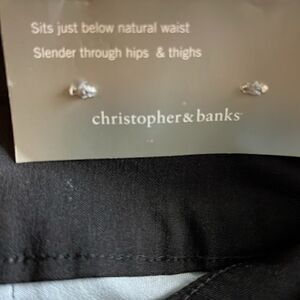 Sits just below natural waist
Slender through hips & thighs
christopher&banks